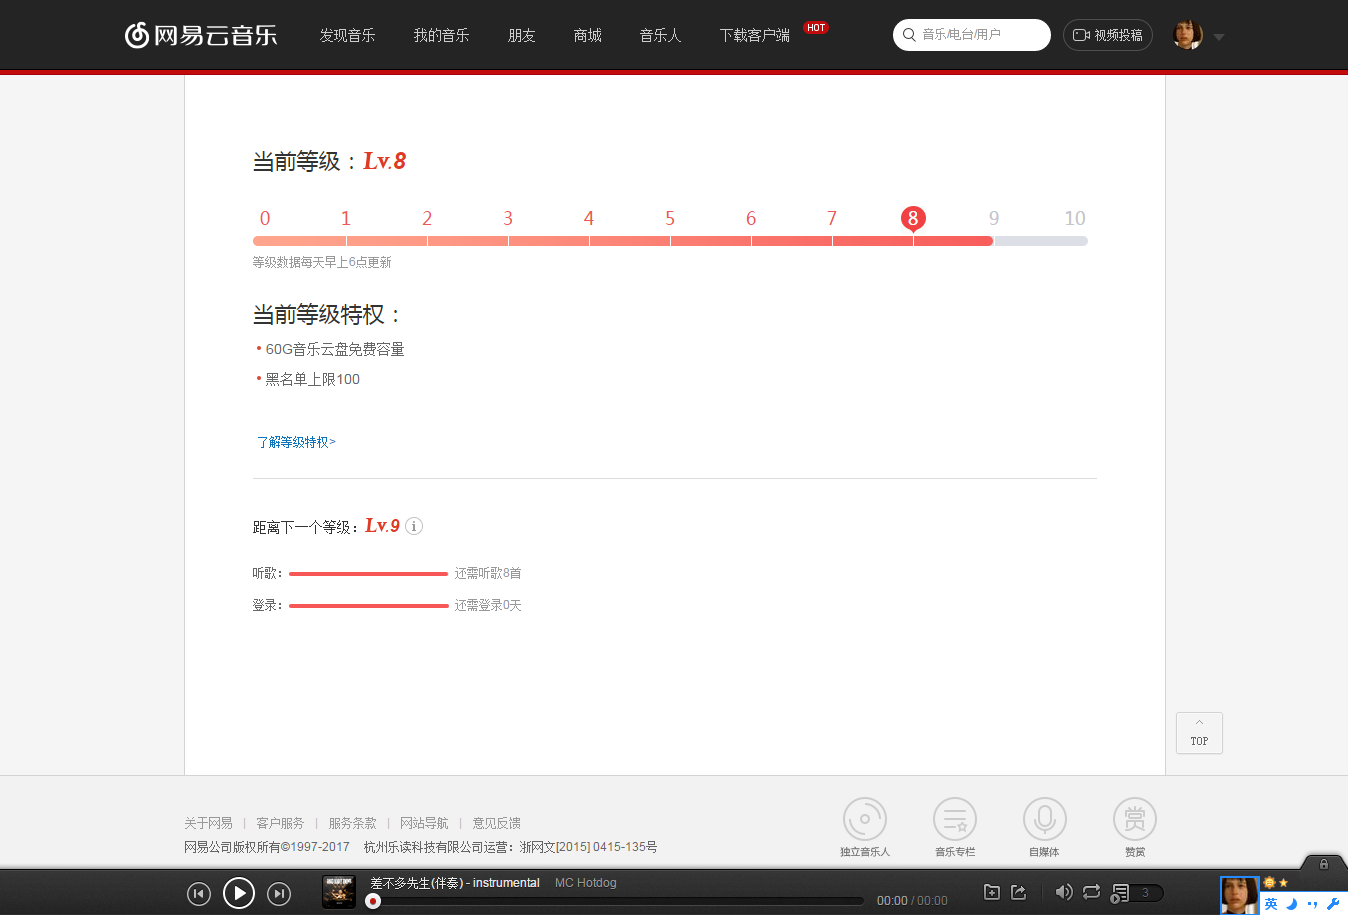 网易云音乐
发现音乐 我的音乐 朋友 商城 音乐人 下载客户端 HOT
音乐/电台/用户
视频投稿
当前等级：Lv.8
0 1 2 3 4 5 6 7 8 9 10
等级数据每天早上6点更新
当前等级特权：
60G音乐云盘免费容量
黑名单上限100
了解等级特权>
距离下一个等级：Lv.9 i
听歌： 还需听歌8首
登录： 还需登录0天
TOP
关于网易 | 客户服务 | 服务条款 | 网站导航 | 意见反馈
网易公司版权所有©1997-2017 杭州乐读科技有限公司运营：浙网文[2015] 0415-135号
独立音乐人 音乐专栏 自媒体 赞赏
赏
差不多先生(伴奏) - instrumental MC Hotdog
00:00 / 00:00
3
英